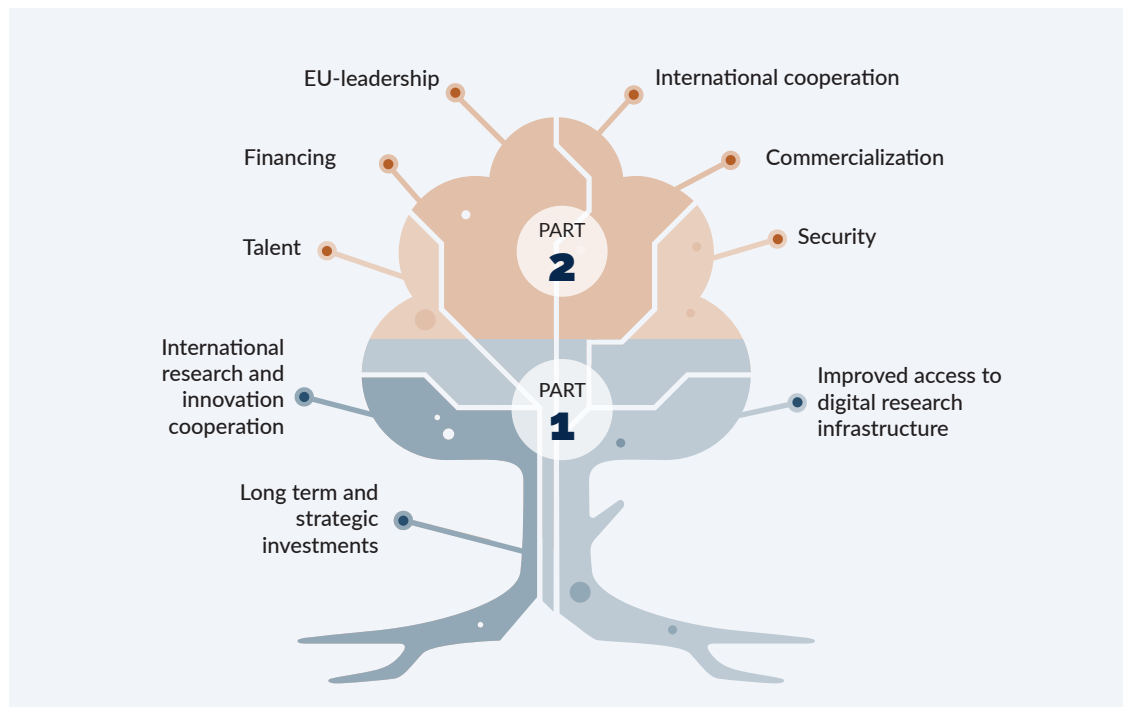 EU-leadership
International cooperation
Financing
Commercialization
PART
2
Talent
Security
International
research and
innovation
cooperation
PART
1
Improved access to
digital research
infrastructure
Long term and
strategic
investments